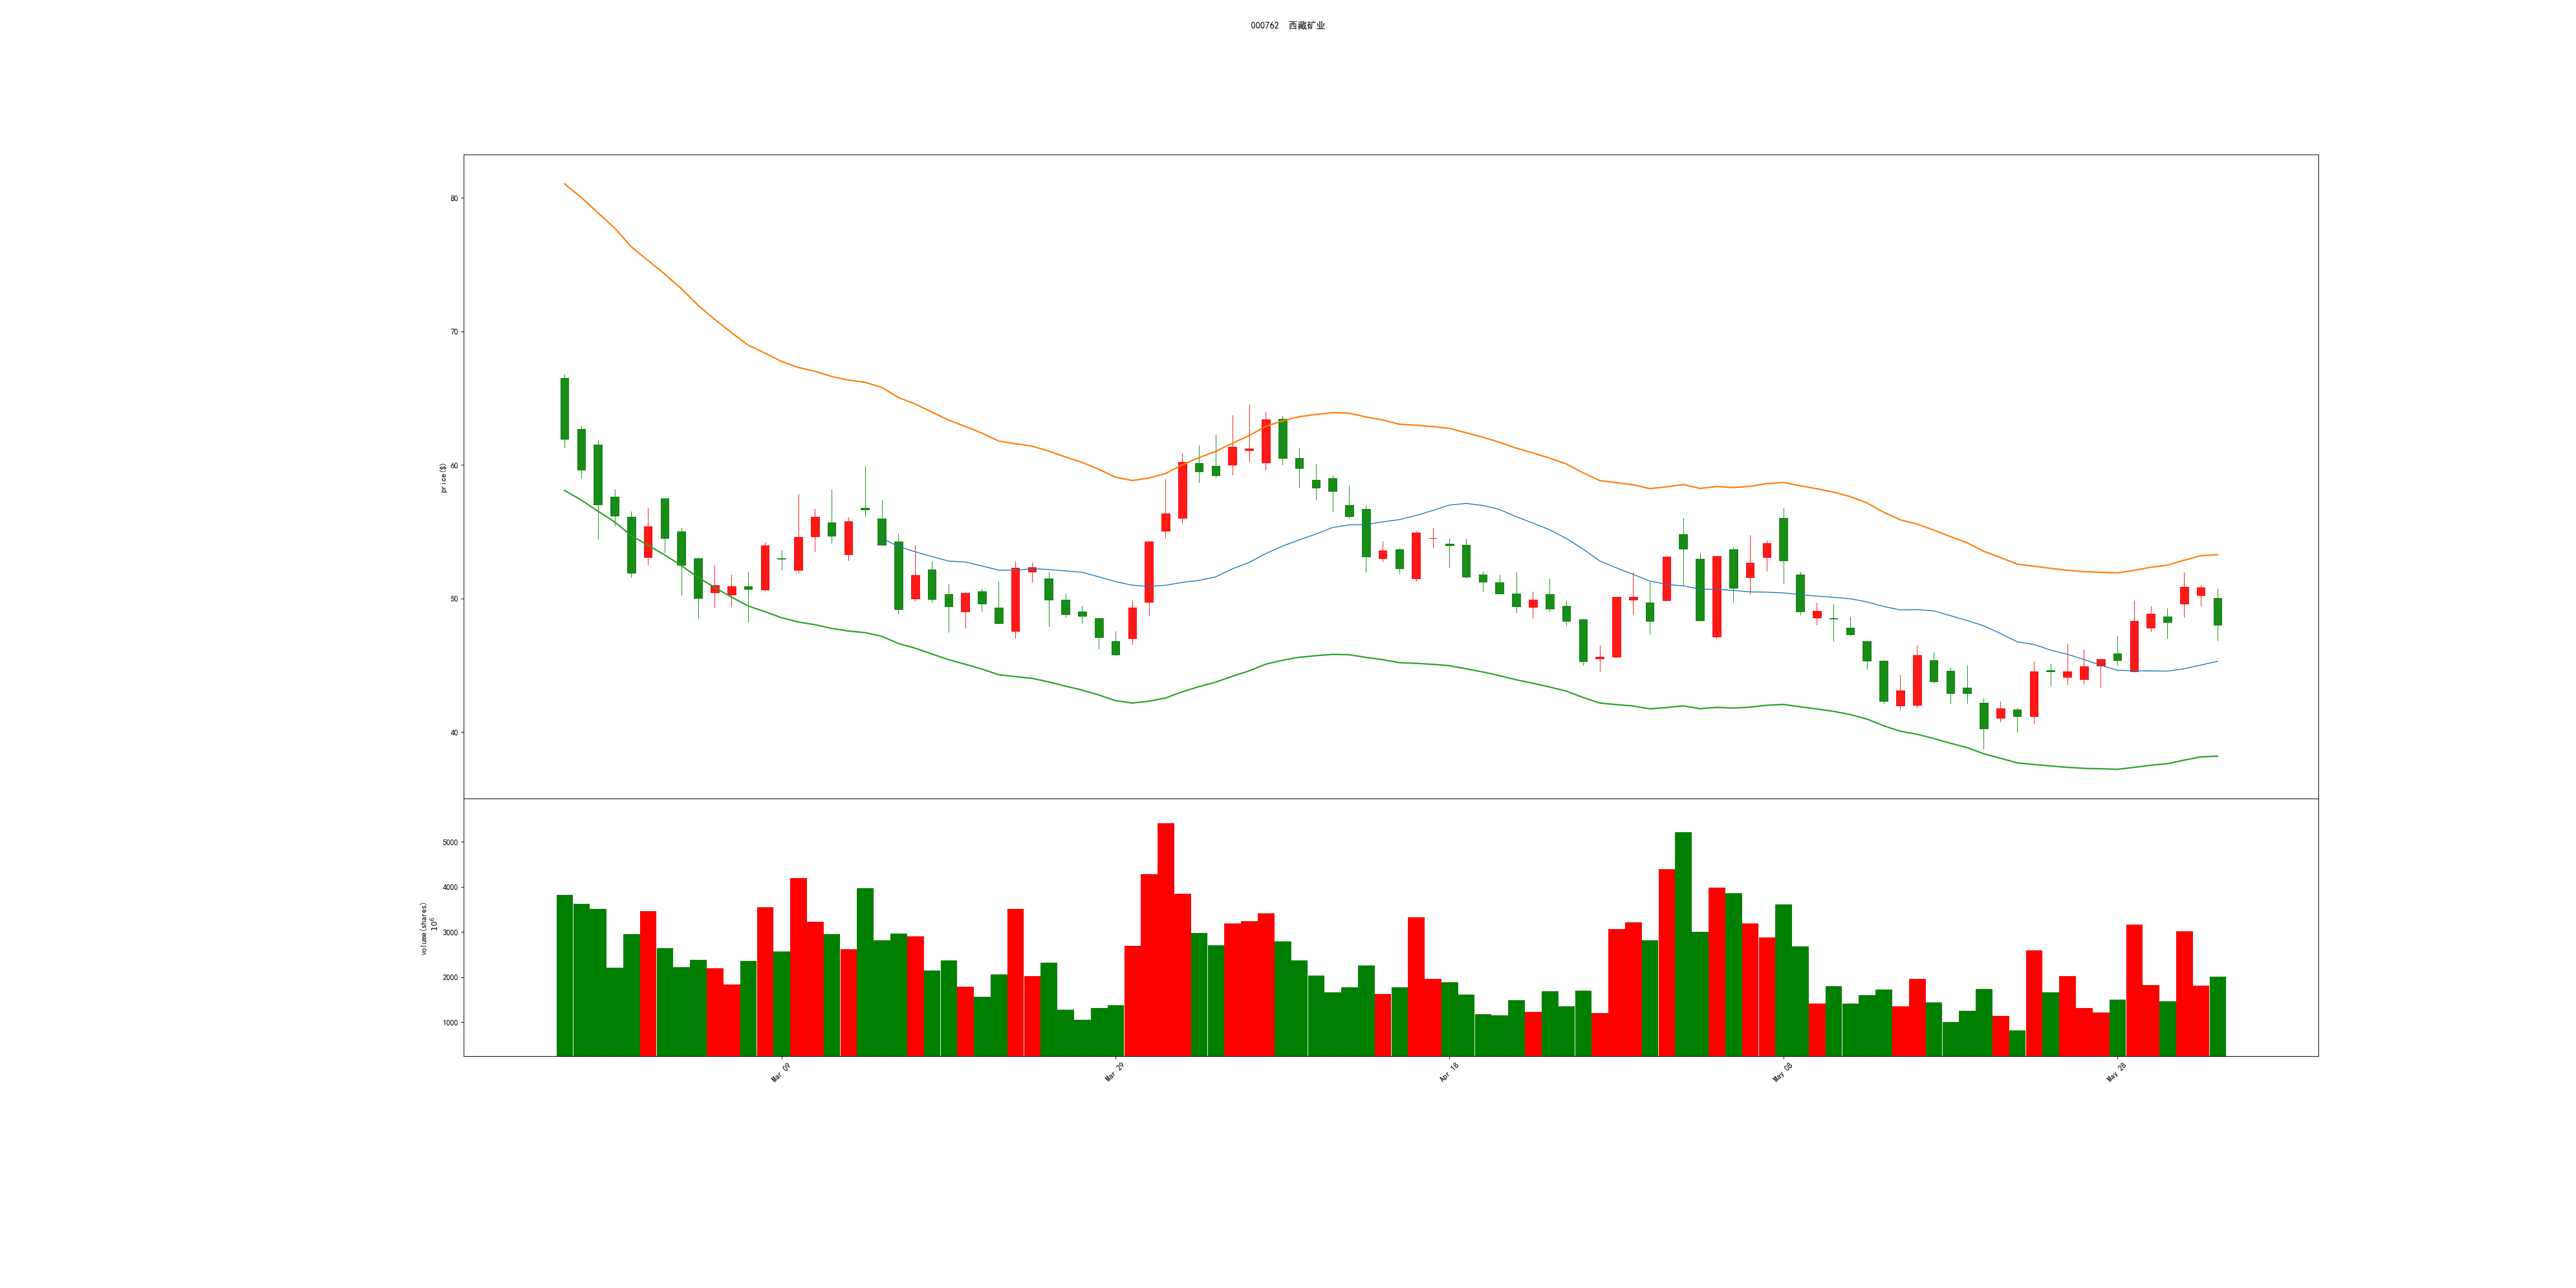 000762 西藏矿业
80
70
60
50
40
price($)
5000
4000
3000
2000
1000
volume(shares)
10⁶
Mar 09
Mar 29
Apr 18
May 08
May 28